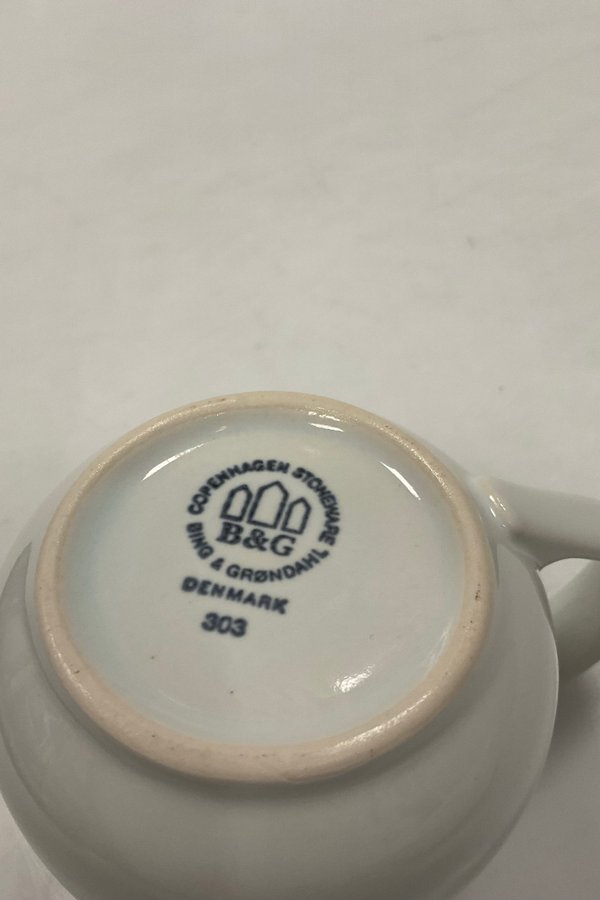 COPENHAGEN STONEWARE
B&G
BING & GRØNDAHL
DENMARK
303